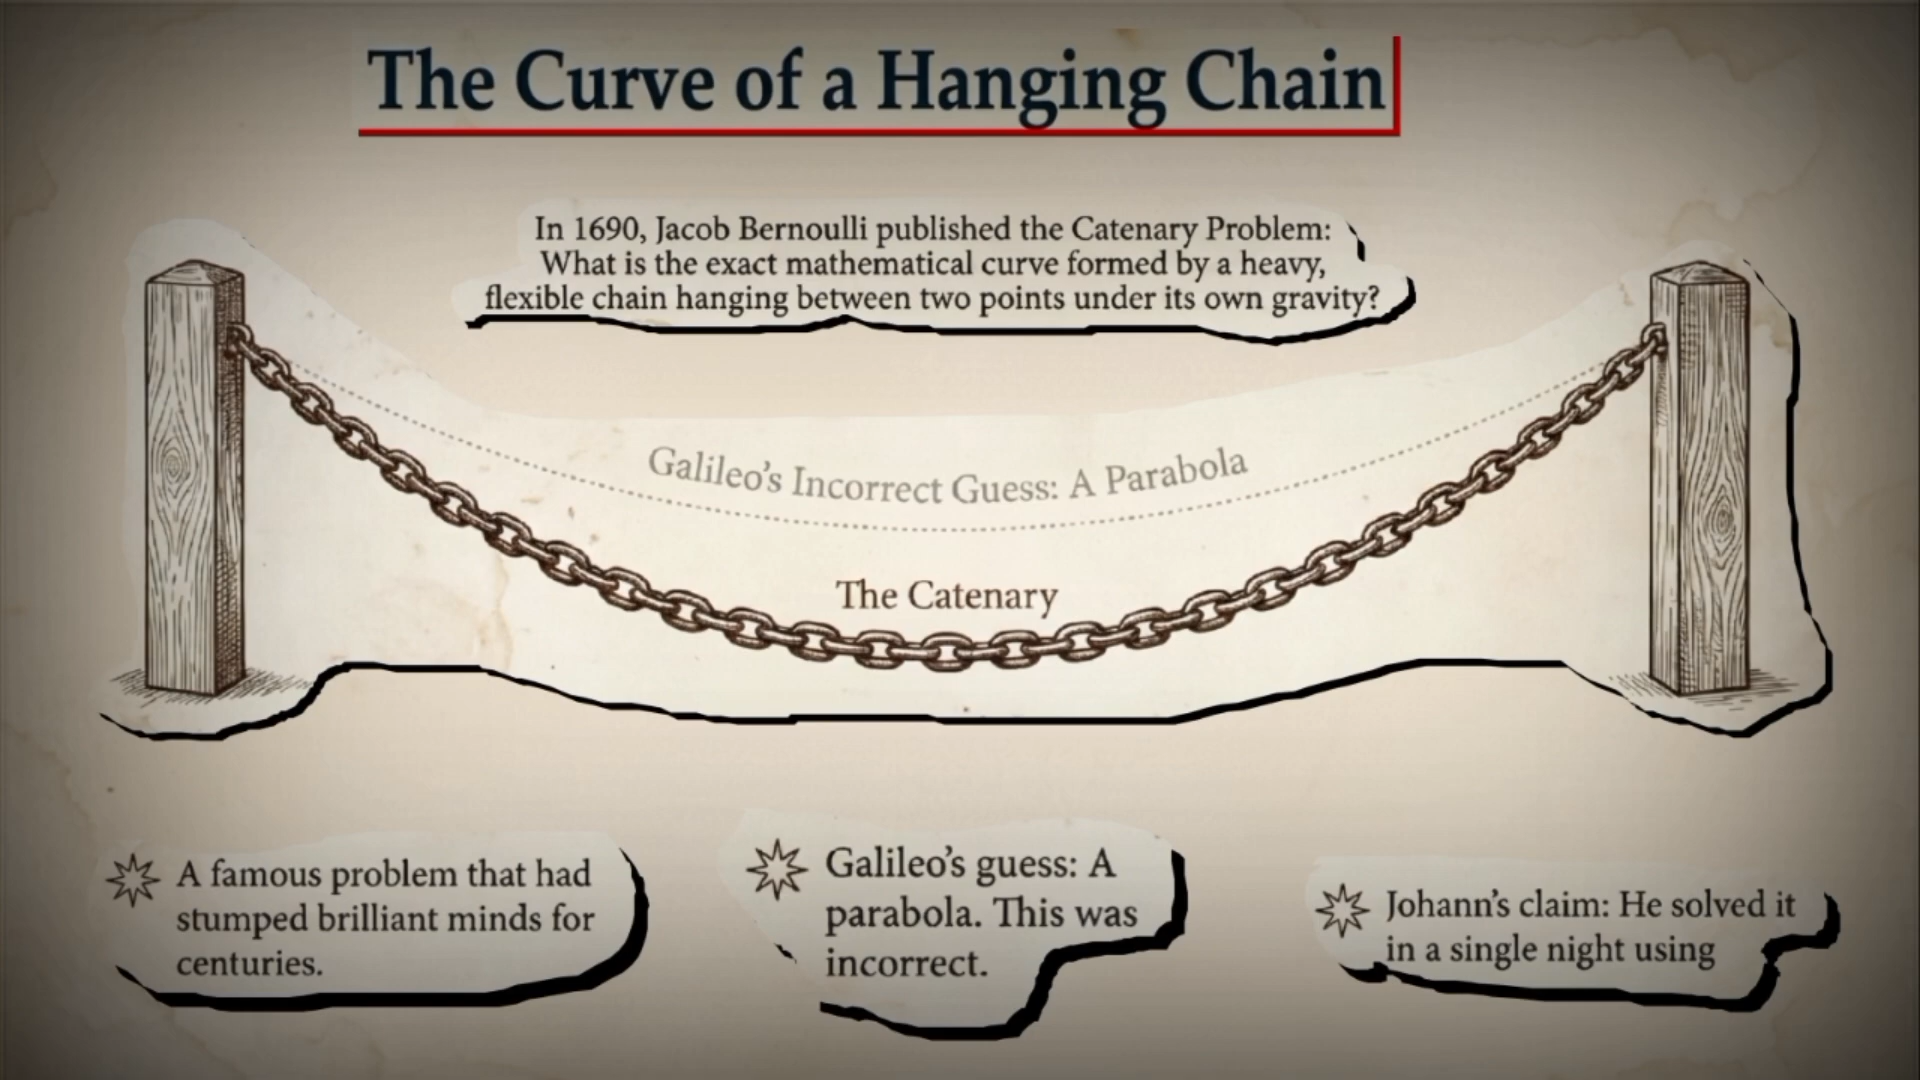 The Curve of a Hanging Chain
In 1690, Jacob Bernoulli published the Catenary Problem:
What is the exact mathematical curve formed by a heavy,
flexible chain hanging between two points under its own gravity?
Galileo's Incorrect Guess: A Parabola
The Catenary
A famous problem that had
stumped brilliant minds for
centuries.
Galileo's guess: A
parabola. This was
incorrect.
Johann's claim: He solved it
in a single night using